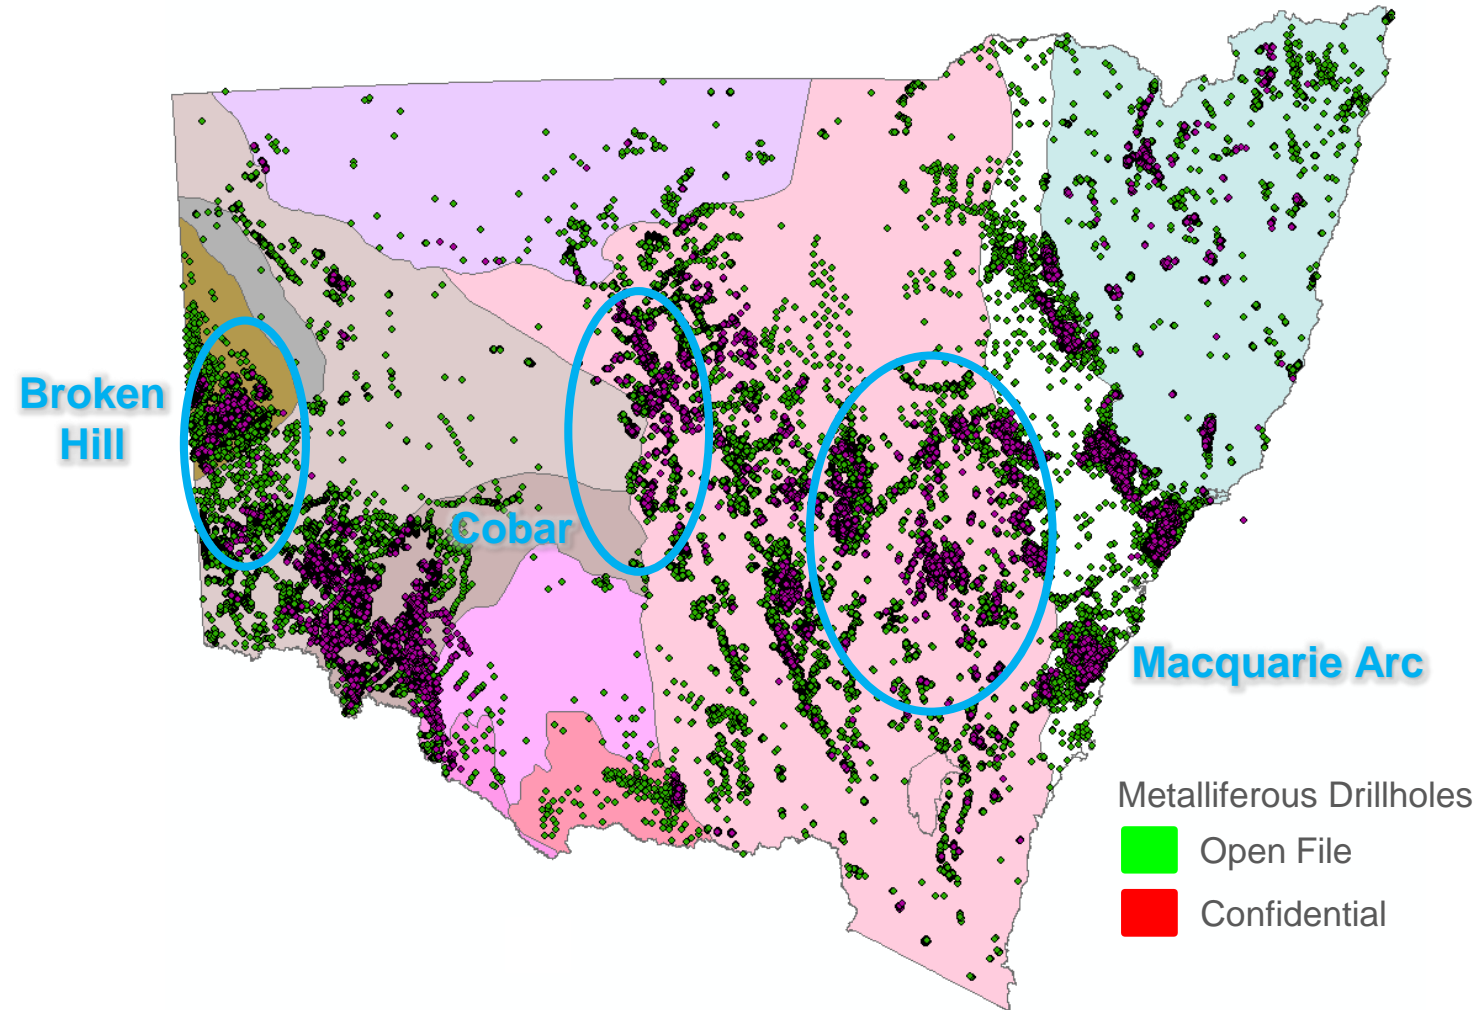 Broken
Hill
Cobar
Macquarie Arc
Metalliferous Drillholes
Open File
Confidential